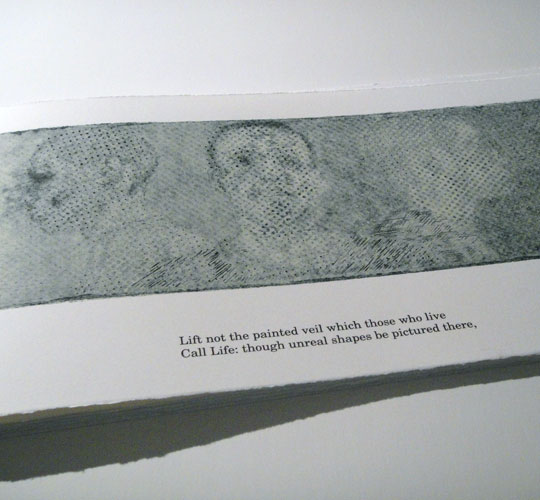 Lift not the painted veil which those who live
Call Life: though unreal shapes be pictured there,